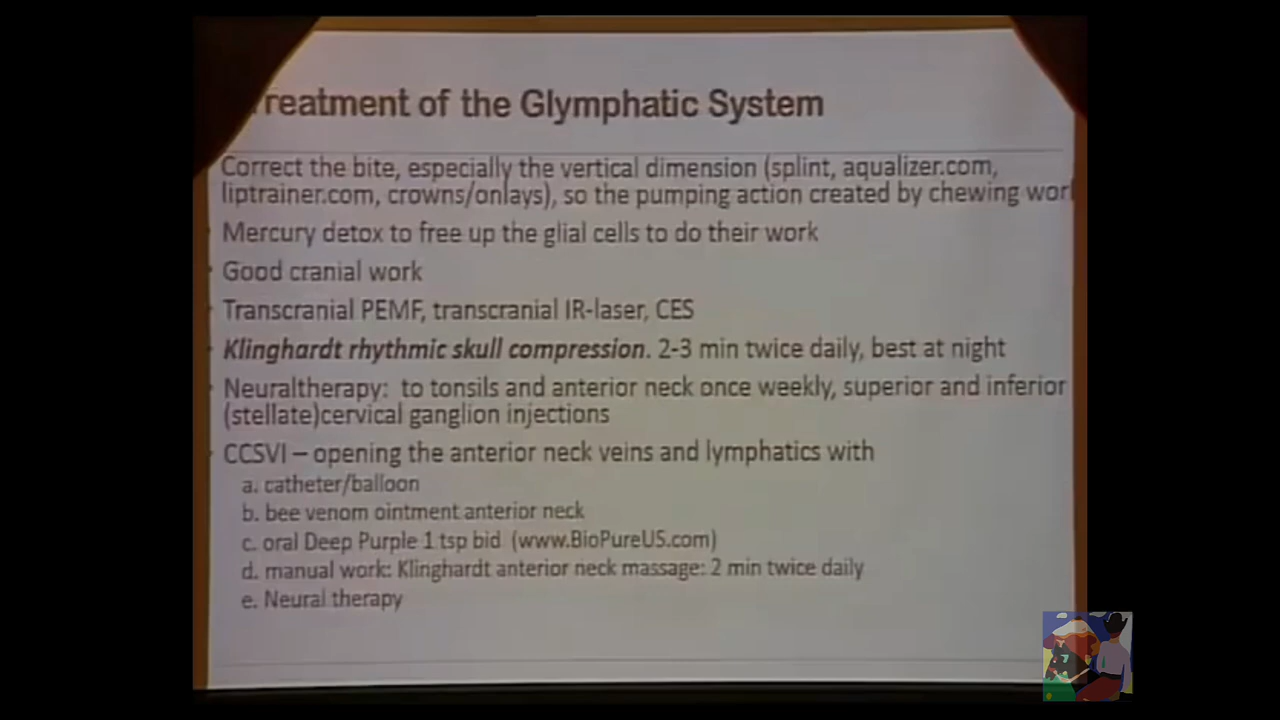 Treatment of the Glymphatic System
Correct the bite, especially the vertical dimension (splint, aqualizer.com,
liptrainer.com, crowns/onlays), so the pumping action created by chewing
Mercury detox to free up the glial cells to do their work
Good cranial work
Transcranial PEMF, transcranial IR-laser, CES
Klinghardt rhythmic skull compression. 2-3 min twice daily, best at night
Neuraltherapy: to tonsils and anterior neck once weekly, superior and inferior
(stellate)cervical ganglion injections
CCSVI – opening the anterior neck veins and lymphatics with
a. catheter/balloon
b. bee venom ointment anterior neck
c. oral Deep Purple 1 tsp bid (www.BioPureUS.com)
d. manual work: Klinghardt anterior neck massage: 2 min twice daily
e. Neural therapy